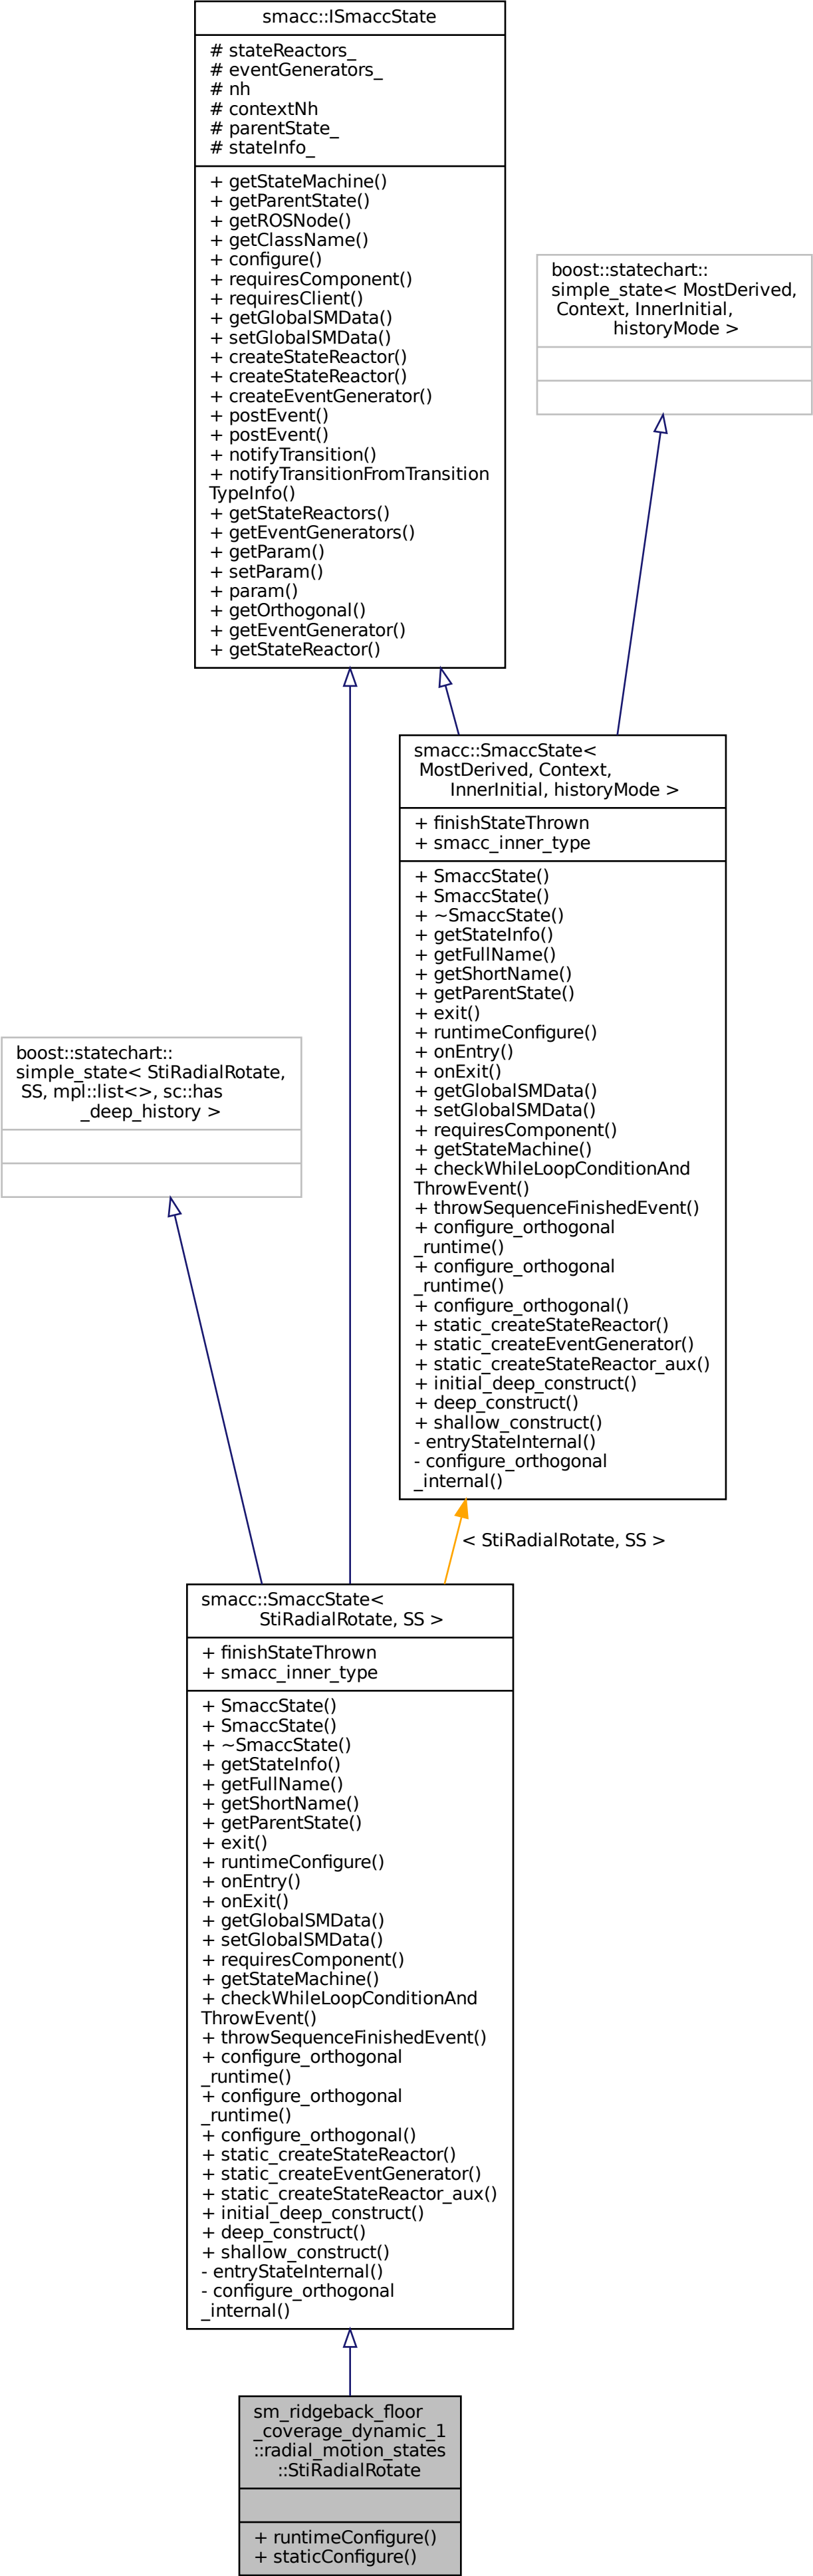 smacc::ISmaccState
# stateReactors_
# eventGenerators_
# nh
# contextNh
# parentState_
# stateInfo_
+ getStateMachine()
+ getParentState()
+ getROSNode()
+ getClassName()
+ configure()
+ requiresComponent()
+ requiresClient()
+ getGlobalSMData()
+ setGlobalSMData()
+ createStateReactor()
+ createStateReactor()
+ createEventGenerator()
+ postEvent()
+ postEvent()
+ notifyTransition()
+ notifyTransitionFromTransition
TypeInfo()
+ getStateReactors()
+ getEventGenerators()
+ getParam()
+ setParam()
+ param()
+ getOrthogonal()
+ getEventGenerator()
+ getStateReactor()
boost::statechart::
simple_state< MostDerived,
Context, InnerInitial,
historyMode >
smacc::SmaccState<
MostDerived, Context,
InnerInitial, historyMode >
+ finishStateThrown
+ smacc_inner_type
+ SmaccState()
+ SmaccState()
+ ~SmaccState()
+ getStateInfo()
+ getFullName()
+ getShortName()
+ getParentState()
+ exit()
+ runtimeConfigure()
+ onEntry()
+ onExit()
+ getGlobalSMData()
+ setGlobalSMData()
+ requiresComponent()
+ getStateMachine()
+ checkWhileLoopConditionAnd
ThrowEvent()
+ throwSequenceFinishedEvent()
+ configure_orthogonal
_runtime()
+ configure_orthogonal
_runtime()
+ configure_orthogonal()
+ static_createStateReactor()
+ static_createEventGenerator()
+ static_createStateReactor_aux()
+ initial_deep_construct()
+ deep_construct()
+ shallow_construct()
- entryStateInternal()
- configure_orthogonal
_internal()
boost::statechart::
simple_state< StiRadialRotate,
SS, mpl::list<>, sc::has
_deep_history >
< StiRadialRotate, SS >
smacc::SmaccState<
StiRadialRotate, SS >
+ finishStateThrown
+ smacc_inner_type
+ SmaccState()
+ SmaccState()
+ ~SmaccState()
+ getStateInfo()
+ getFullName()
+ getShortName()
+ getParentState()
+ exit()
+ runtimeConfigure()
+ onEntry()
+ onExit()
+ getGlobalSMData()
+ setGlobalSMData()
+ requiresComponent()
+ getStateMachine()
+ checkWhileLoopConditionAnd
ThrowEvent()
+ throwSequenceFinishedEvent()
+ configure_orthogonal
_runtime()
+ configure_orthogonal
_runtime()
+ configure_orthogonal()
+ static_createStateReactor()
+ static_createEventGenerator()
+ static_createStateReactor_aux()
+ initial_deep_construct()
+ deep_construct()
+ shallow_construct()
- entryStateInternal()
- configure_orthogonal
_internal()
sm_ridgeback_floor
_coverage_dynamic_1
::radial_motion_states
::StiRadialRotate
+ runtimeConfigure()
+ staticConfigure()